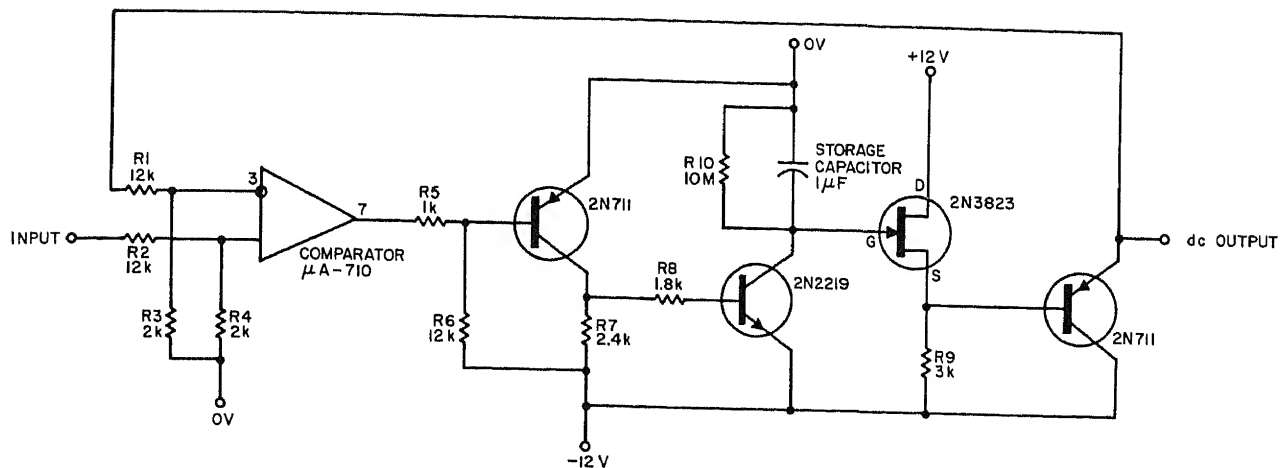 0V
+12V
R1
12k
3
R10
10M
STORAGE
CAPACITOR
1μF
D
2N3823
R5
1k
7
2N711
INPUT
R2
12k
COMPARATOR
μA-710
G
dc OUTPUT
S
R8
1.8k
2N2219
R3
2k
R4
2k
R6
12k
R7
2.4k
R9
3k
2N711
0V
-12V